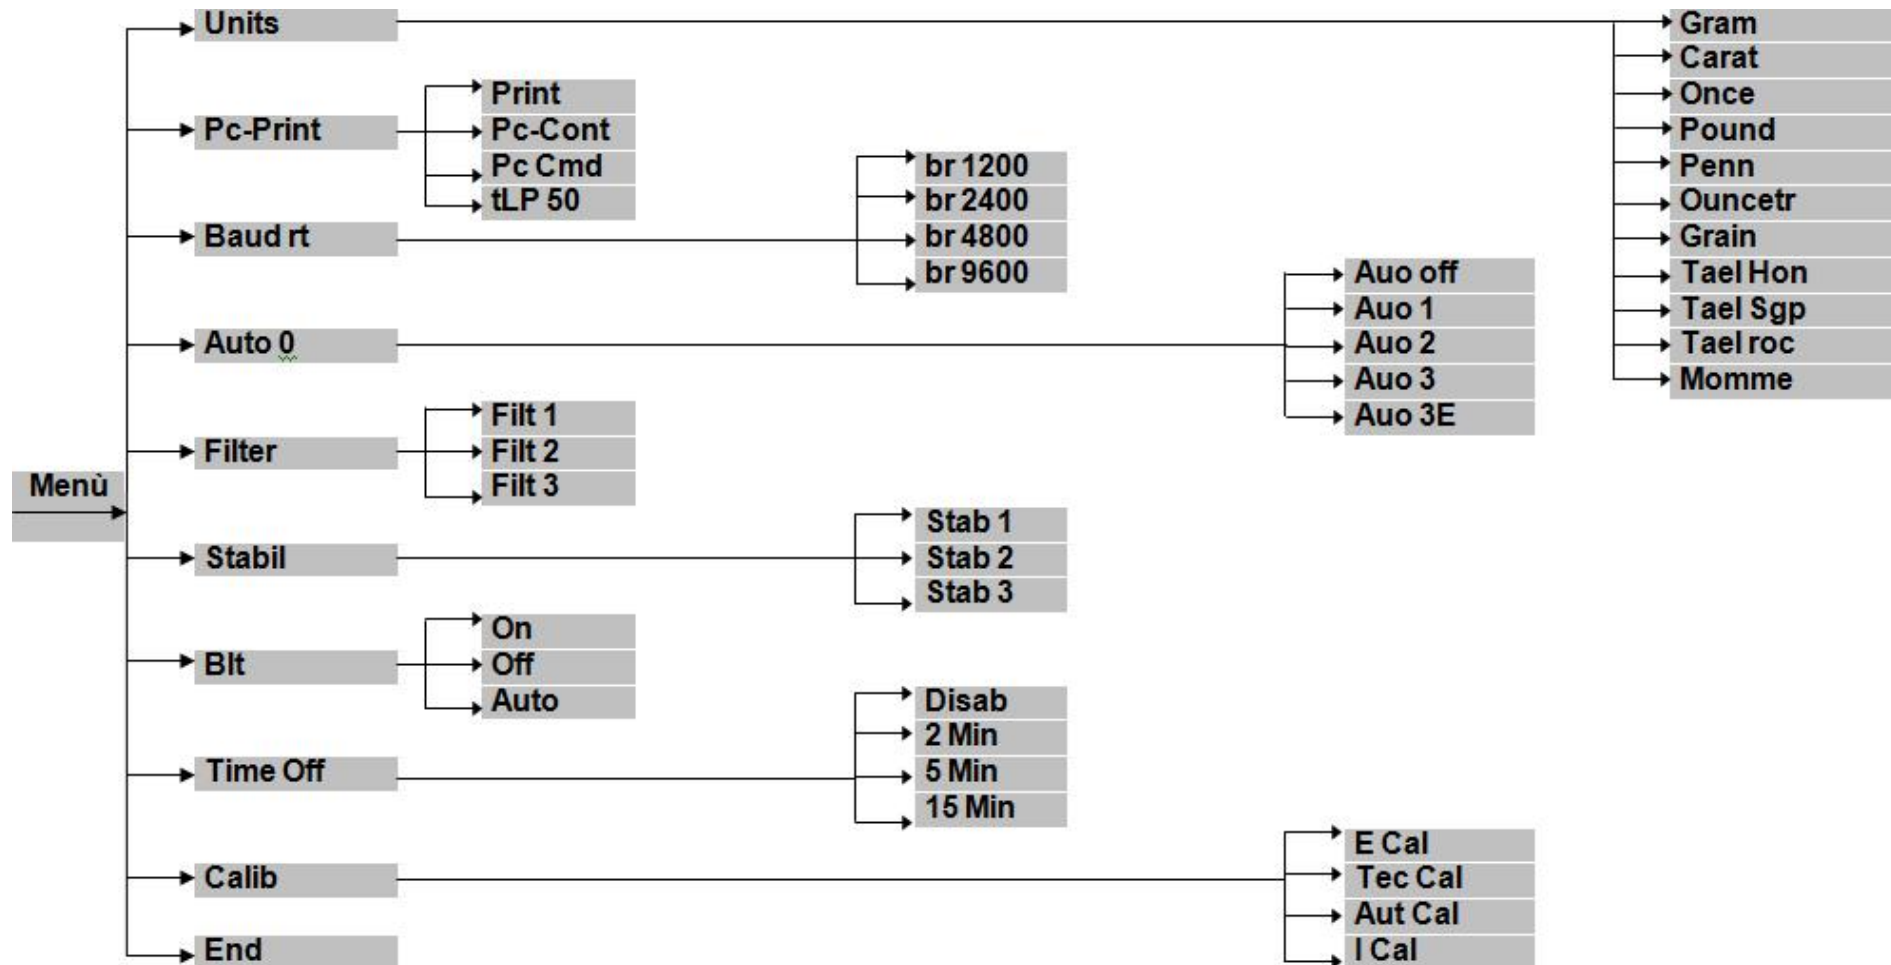 Menù
Units
Gram
Carat
Once
Pound
Penn
Ouncetr
Grain
Tael Hon
Tael Sgp
Tael roc
Momme
Pc-Print
Print
Pc-Cont
Pc Cmd
tLP 50
Baud rt
br 1200
br 2400
br 4800
br 9600
Auto 0
Auo off
Auo 1
Auo 2
Auo 3
Auo 3E
Filter
Filt 1
Filt 2
Filt 3
Stabil
Stab 1
Stab 2
Stab 3
Blt
On
Off
Auto
Time Off
Disab
2 Min
5 Min
15 Min
Calib
E Cal
Tec Cal
Aut Cal
I Cal
End